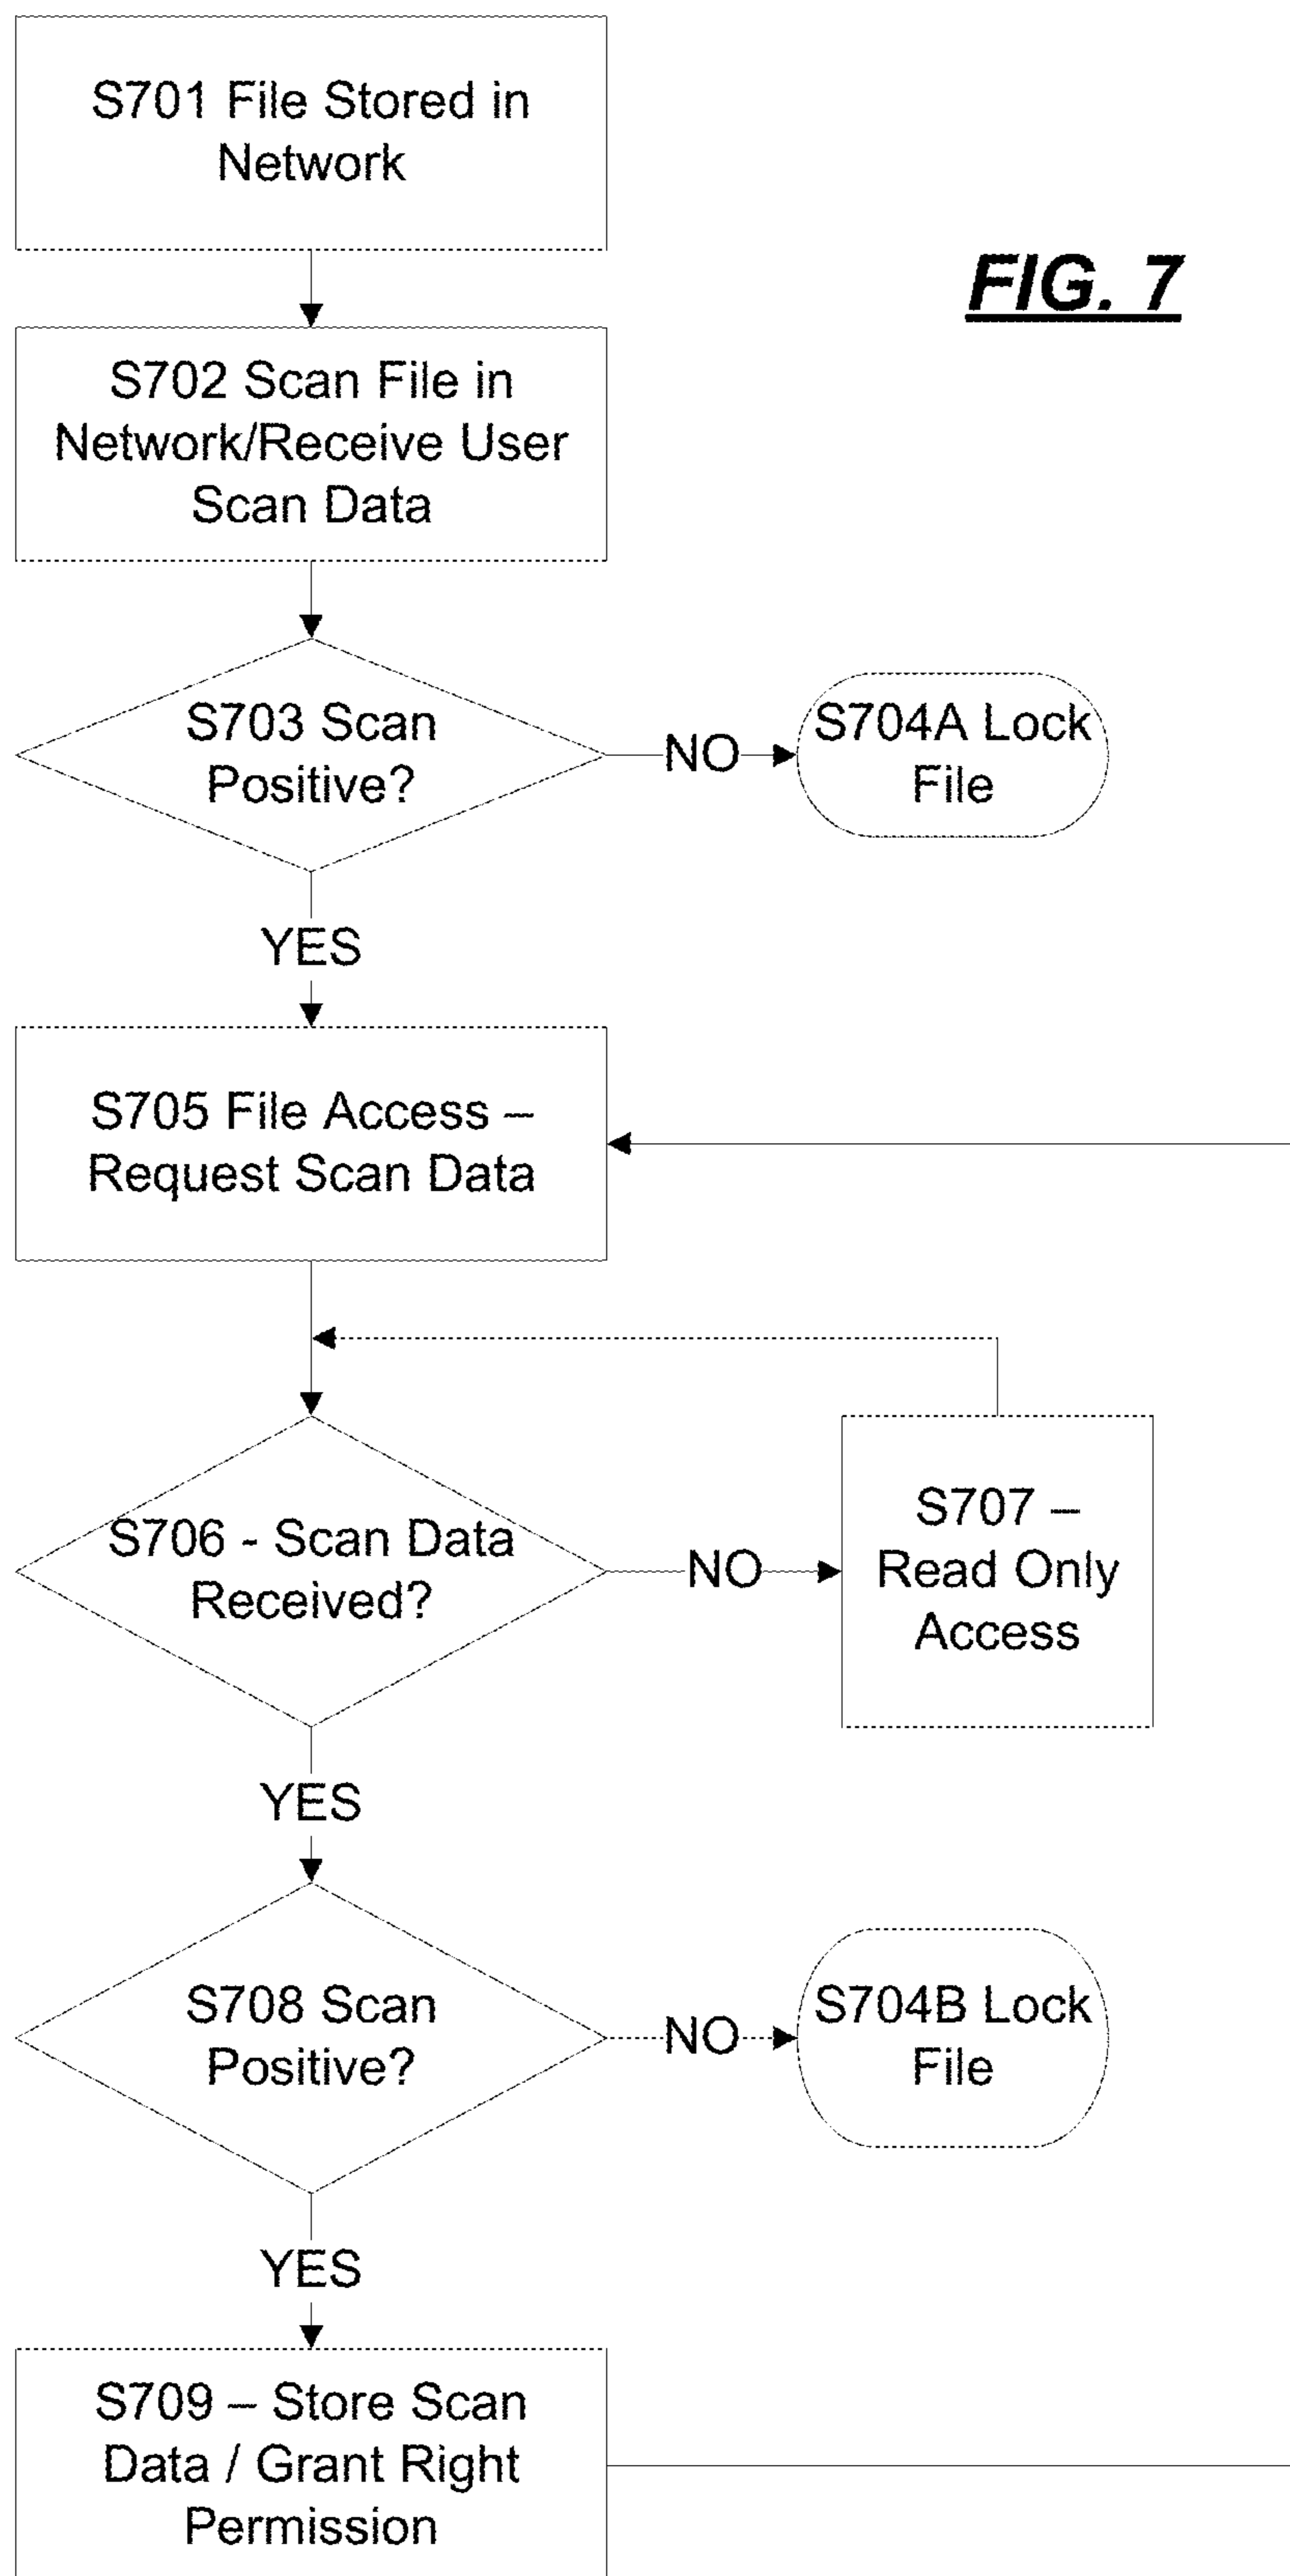 S701 File Stored in
Network
FIG. 7
S702 Scan File in
Network/Receive User
Scan Data
S703 Scan
Positive?
NO
S704A Lock
File
YES
S705 File Access –
Request Scan Data
S706 - Scan Data
Received?
NO
S707 –
Read Only
Access
YES
S708 Scan
Positive?
NO
S704B Lock
File
YES
S709 – Store Scan
Data / Grant Right
Permission